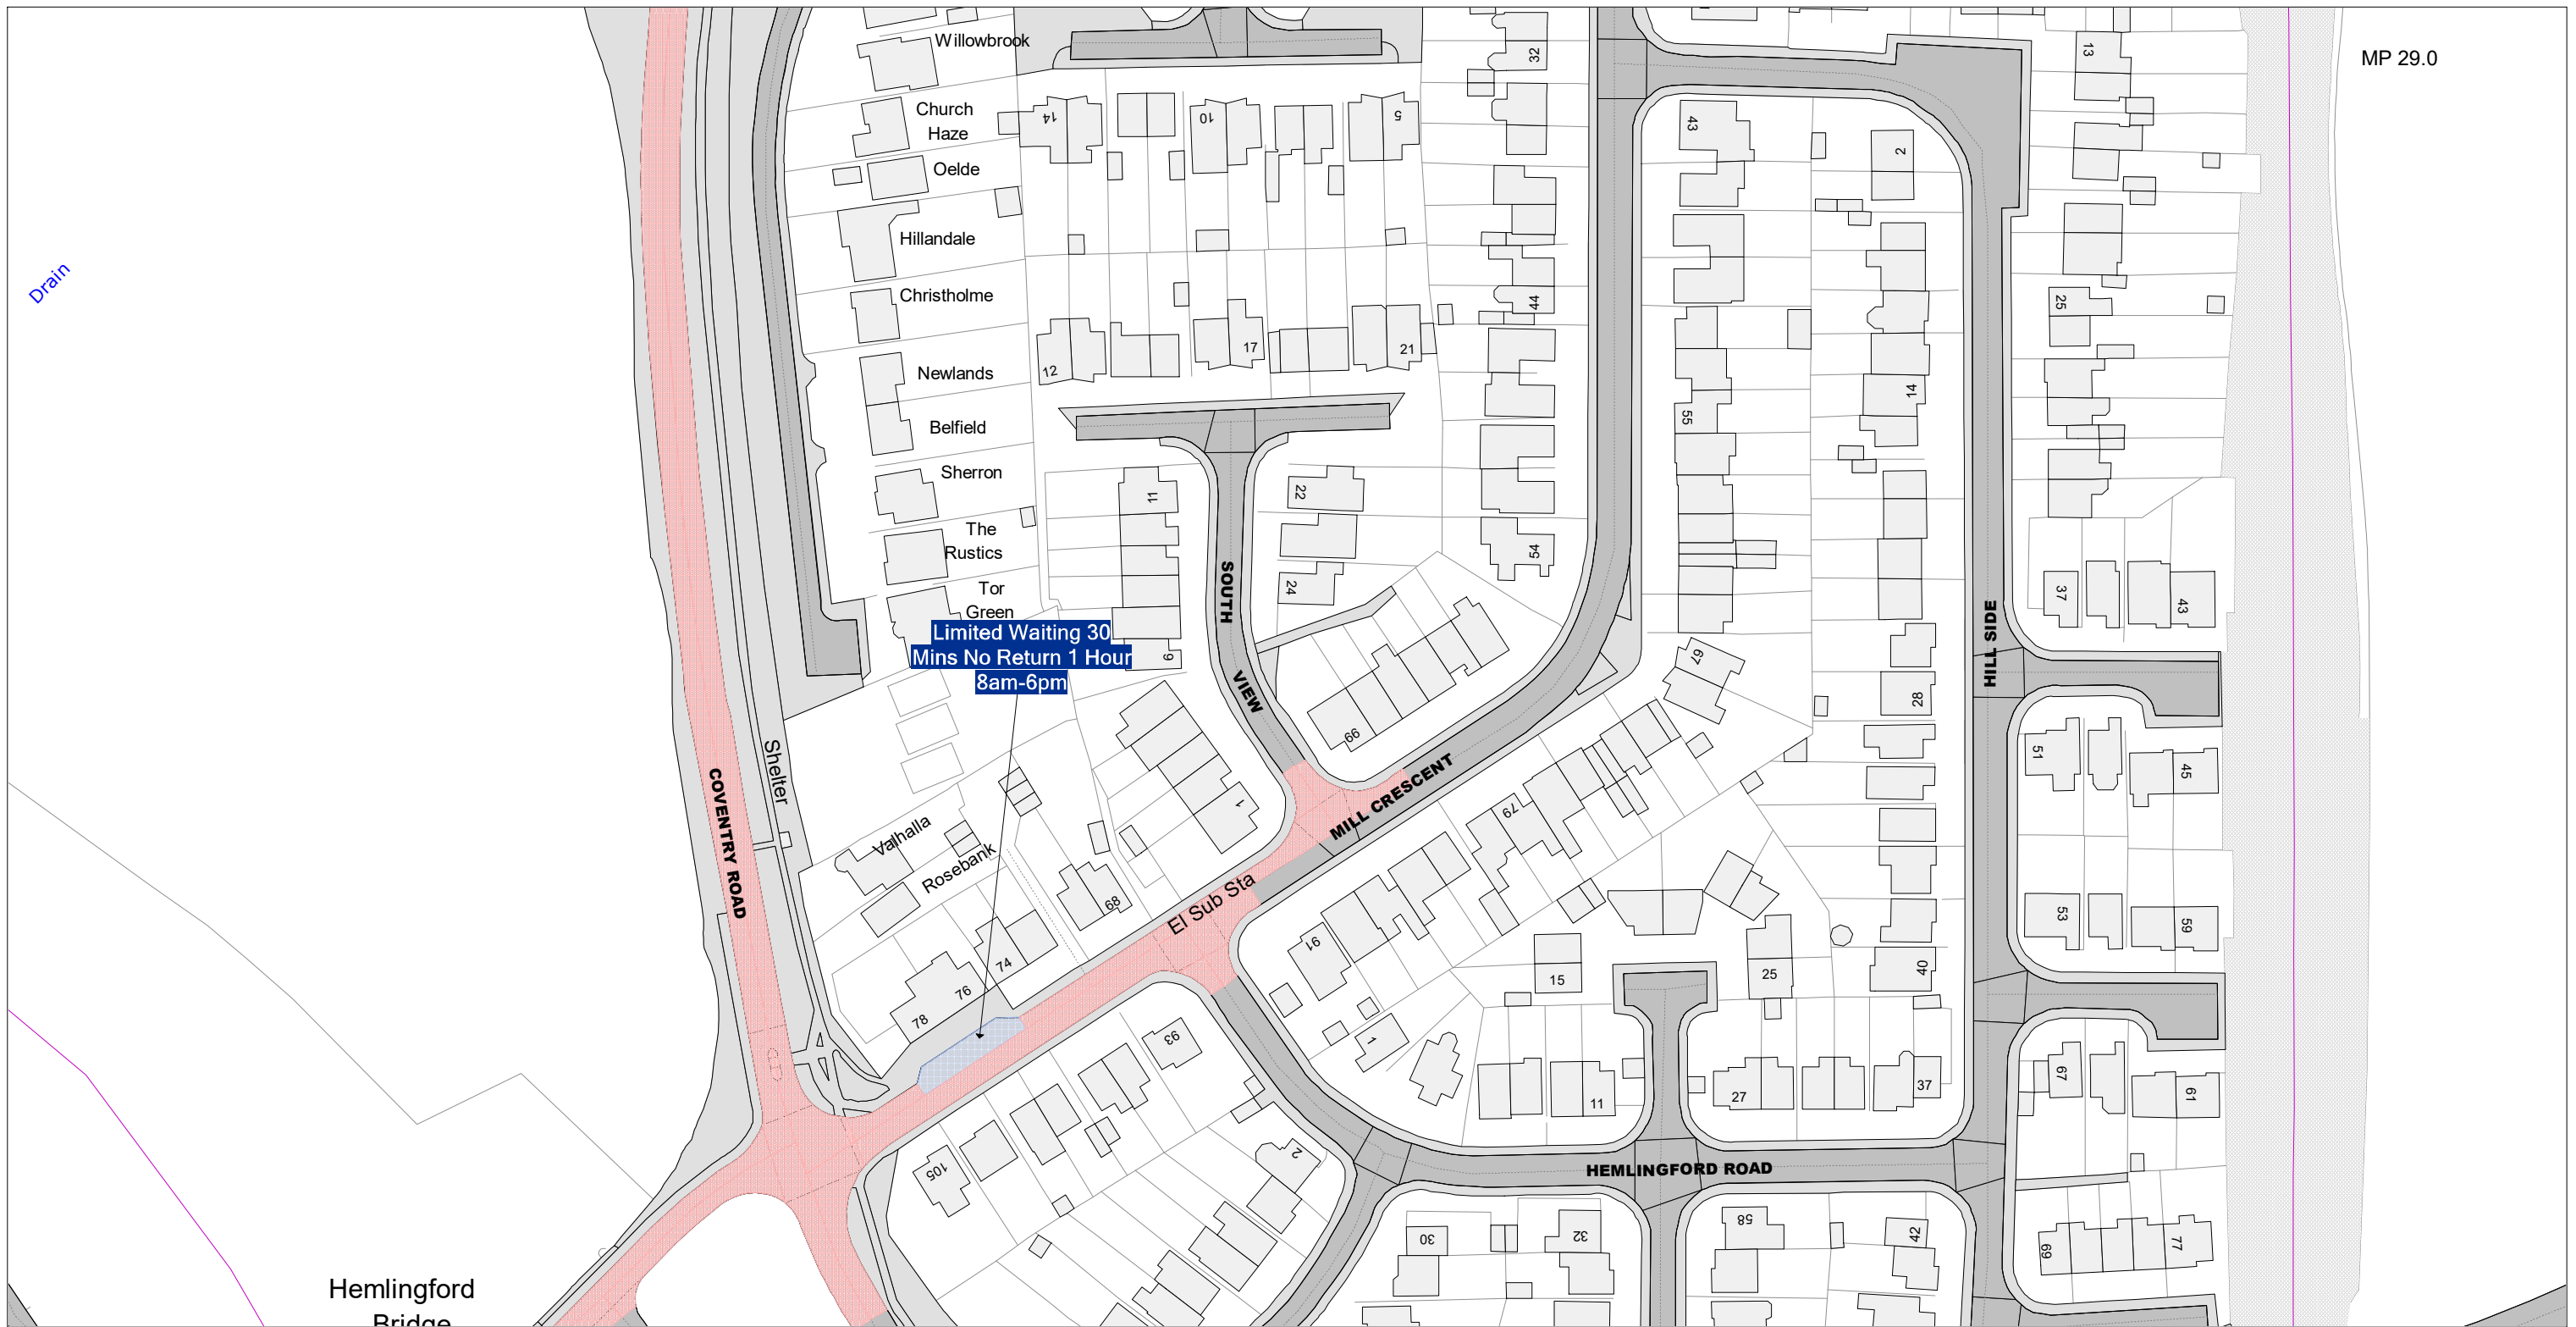 Willowbrook
Church
Haze
Oelde
Hillandale
Christholme
Newlands
Belfield
Sherron
The
Rustics
Tor
Green
Limited Waiting 30
Mins No Return 1 Hour
8am-6pm
Drain
MP 29.0
14
10
5
32
43
2
13
44
25
12
17
21
14
55
11
22
24
54
37
43
9
SOUTH
VIEW
HILL SIDE
66
67
28
51
45
COVENTRY ROAD
Shelter
Valhalla
Rosebank
1
MILL CRESCENT
79
El Sub Sta
68
74
76
78
91
15
25
40
53
59
93
1
11
27
37
67
61
105
2
HEMLINGFORD ROAD
30
32
58
42
69
77
Hemlingford
Bridge